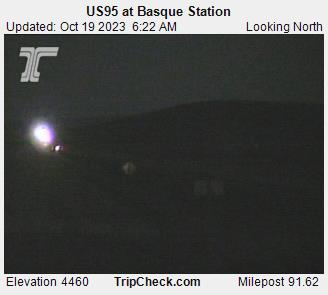 US95 at Basque Station
Updated: Oct 19 2023 6:22 AM Looking North
Elevation 4460 TripCheck.com Milepost 91.62